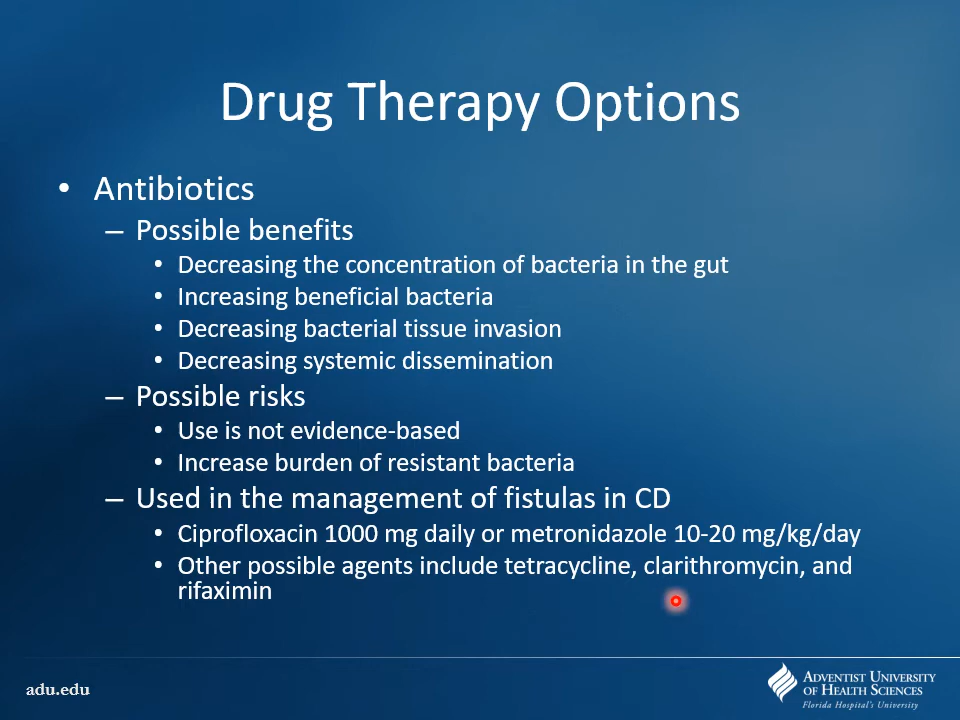 Drug Therapy Options
• Antibiotics
– Possible benefits
• Decreasing the concentration of bacteria in the gut
• Increasing beneficial bacteria
• Decreasing bacterial tissue invasion
• Decreasing systemic dissemination
– Possible risks
• Use is not evidence-based
• Increase burden of resistant bacteria
– Used in the management of fistulas in CD
• Ciprofloxacin 1000 mg daily or metronidazole 10-20 mg/kg/day
• Other possible agents include tetracycline, clarithromycin, and
rifaximin
adu.edu
Adventist University
of Health Sciences
Florida Hospital's University